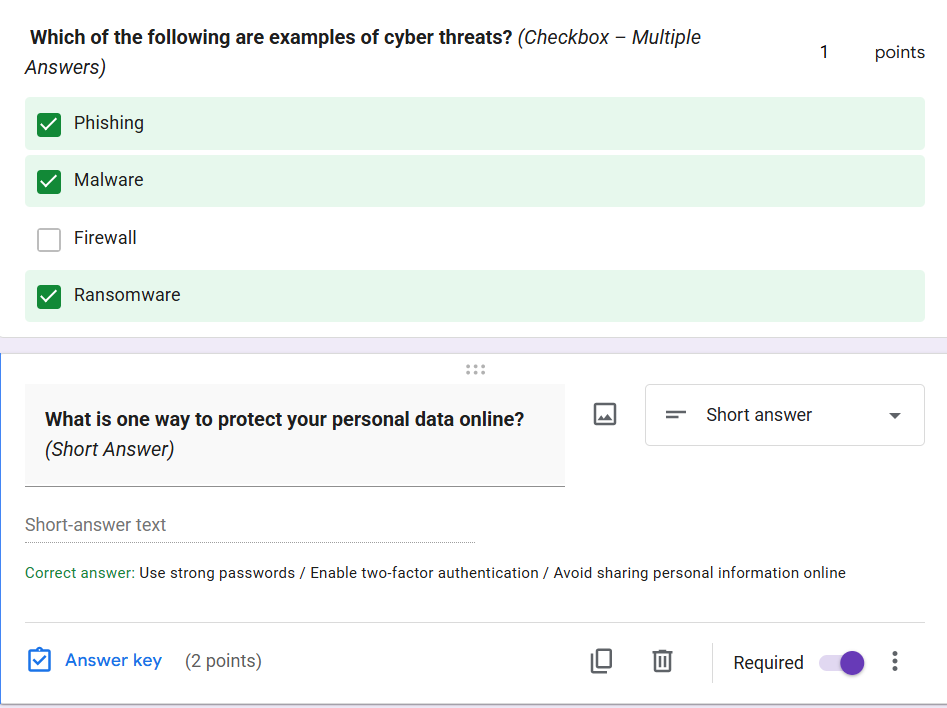 Which of the following are examples of cyber threats? (Checkbox – Multiple
Answers)
1 points
Phishing
Malware
Firewall
Ransomware
What is one way to protect your personal data online?
(Short Answer)
Short answer
Short-answer text
Correct answer: Use strong passwords / Enable two-factor authentication / Avoid sharing personal information online
Answer key (2 points)
Required